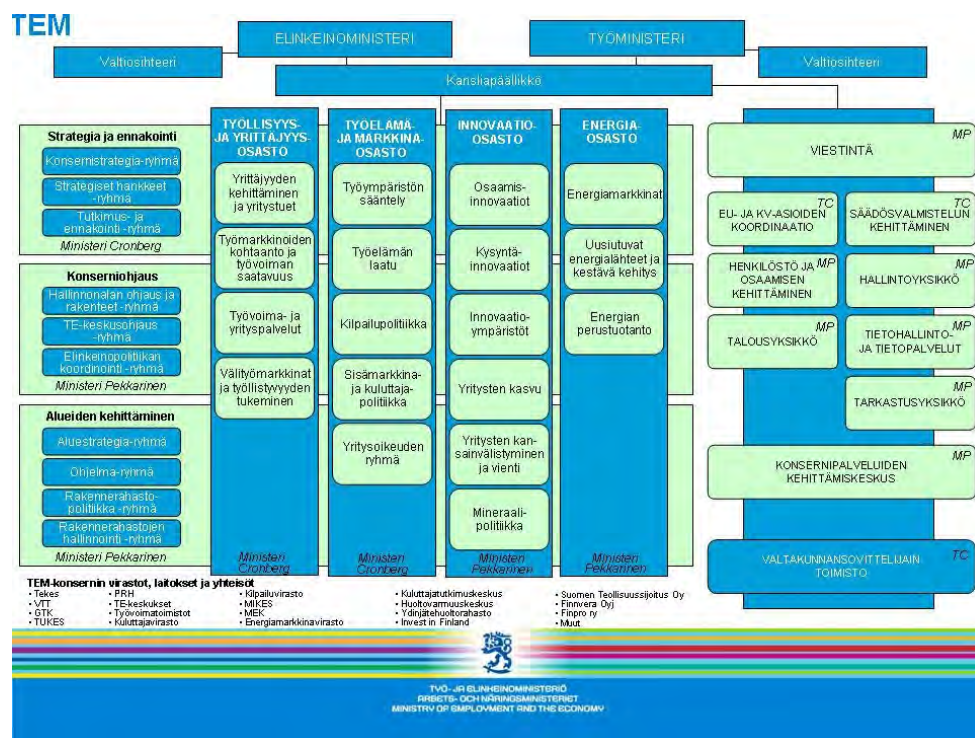 TEM
ELINKEINOMINISTERI
TYÖMINISTERI
Valtiosihteeri
Valtiosihteeri
Kansliapäällikkö
Strategia ja ennakointi
Konsernistrategia-ryhmä
Strategiset hankkeet
-ryhmä
Tutkimus- ja
ennakointi -ryhmä
Ministeri Cronberg
Konserniohjaus
Hallinnonalan ohjaus ja
rakenteet -ryhmä
TE-keskusohjaus
-ryhmä
Elinkeinopolitiikan
koordinointi -ryhmä
Ministeri Pekkarinen
Alueiden kehittäminen
Aluestrategia-ryhmä
Ohjelma-ryhmä
Rakennerahasto-
politiikka -ryhmä
Rakennerahastojen
hallinnointi -ryhmä
Ministeri Pekkarinen
TYÖLLISYYS-
JA YRITTÄJYYS-
OSASTO
Yrittäjyyden
kehittäminen
ja yritystuet
Työmarkkinoiden
kohtaanto ja
työvoiman
saatavuus
Työvoima- ja
yrityspalvelut
Välityömarkkinat
ja työllistyvyyden
tukeminen
Ministeri
Cronberg
TYÖELÄMÄ-
JA MARKKINA-
OSASTO
Työympäristön
sääntely
Työelämän
laatu
Kilpailupolitiikka
Sisämarkkina-
ja kuluttaja-
politiikka
Yritysoikeuden
ryhmä
Ministeri
Cronberg
INNOVAATIO-
OSASTO
Osaamis-
innovaatiot
Kysyntä-
innovaatiot
Innovaatio-
ympäristöt
Yritysten kasvu
Yritysten kan-
sainvälistyminen
ja vienti
Mineraali-
politiikka
Ministeri
Pekkarinen
ENERGIA-
OSASTO
Energiamarkkinat
Uusiutuvat
energialähteet ja
kestävä kehitys
Energian
perustuotanto
Ministeri
Pekkarinen
MP
VIESTINTÄ
TC
EU- JA KV-ASIOIDEN
KOORDINAATIO
TC
SÄÄDÖSVALMISTELUN
KEHITTÄMINEN
HENKILÖSTÖ JA MP
OSAAMISEN
KEHITTÄMINEN
MP
HALLINTOYKSIKKÖ
MP
TALOUSYKSIKKÖ
MP
TIETOHALLINTO-
JA TIETOPALVELUT
MP
TARKASTUSYKSIKKÖ
MP
KONSERNIPALVELUIDEN
KEHITTÄMISKESKUS
TC
VALTAKUNNANSOVITTELIJAIN
TOIMISTO
TEM-konsernin virastot, laitokset ja yhteisöt
• Tekes
• VTT
• GTK
• TUKES
• PRH
• TE-keskukset
• Työvoimatoimistot
• Kuluttajavirasto
• Kilpailuvirasto
• MIKES
• MEK
• Energiamarkkinavirasto
• Kuluttajatutkimuskeskus
• Huoltovarmuuskeskus
• Ydinjätehuoltorahasto
• Invest in Finland
• Suomen Teollisuussijoitus Oy
• Finnvera Oyj
• Finpro ry
• Muut
TYÖ- JA ELINKEINOMINISTERIÖ
ARBETS- OCH NÄRINGSMINISTERIET
MINISTRY OF EMPLOYMENT AND THE ECONOMY